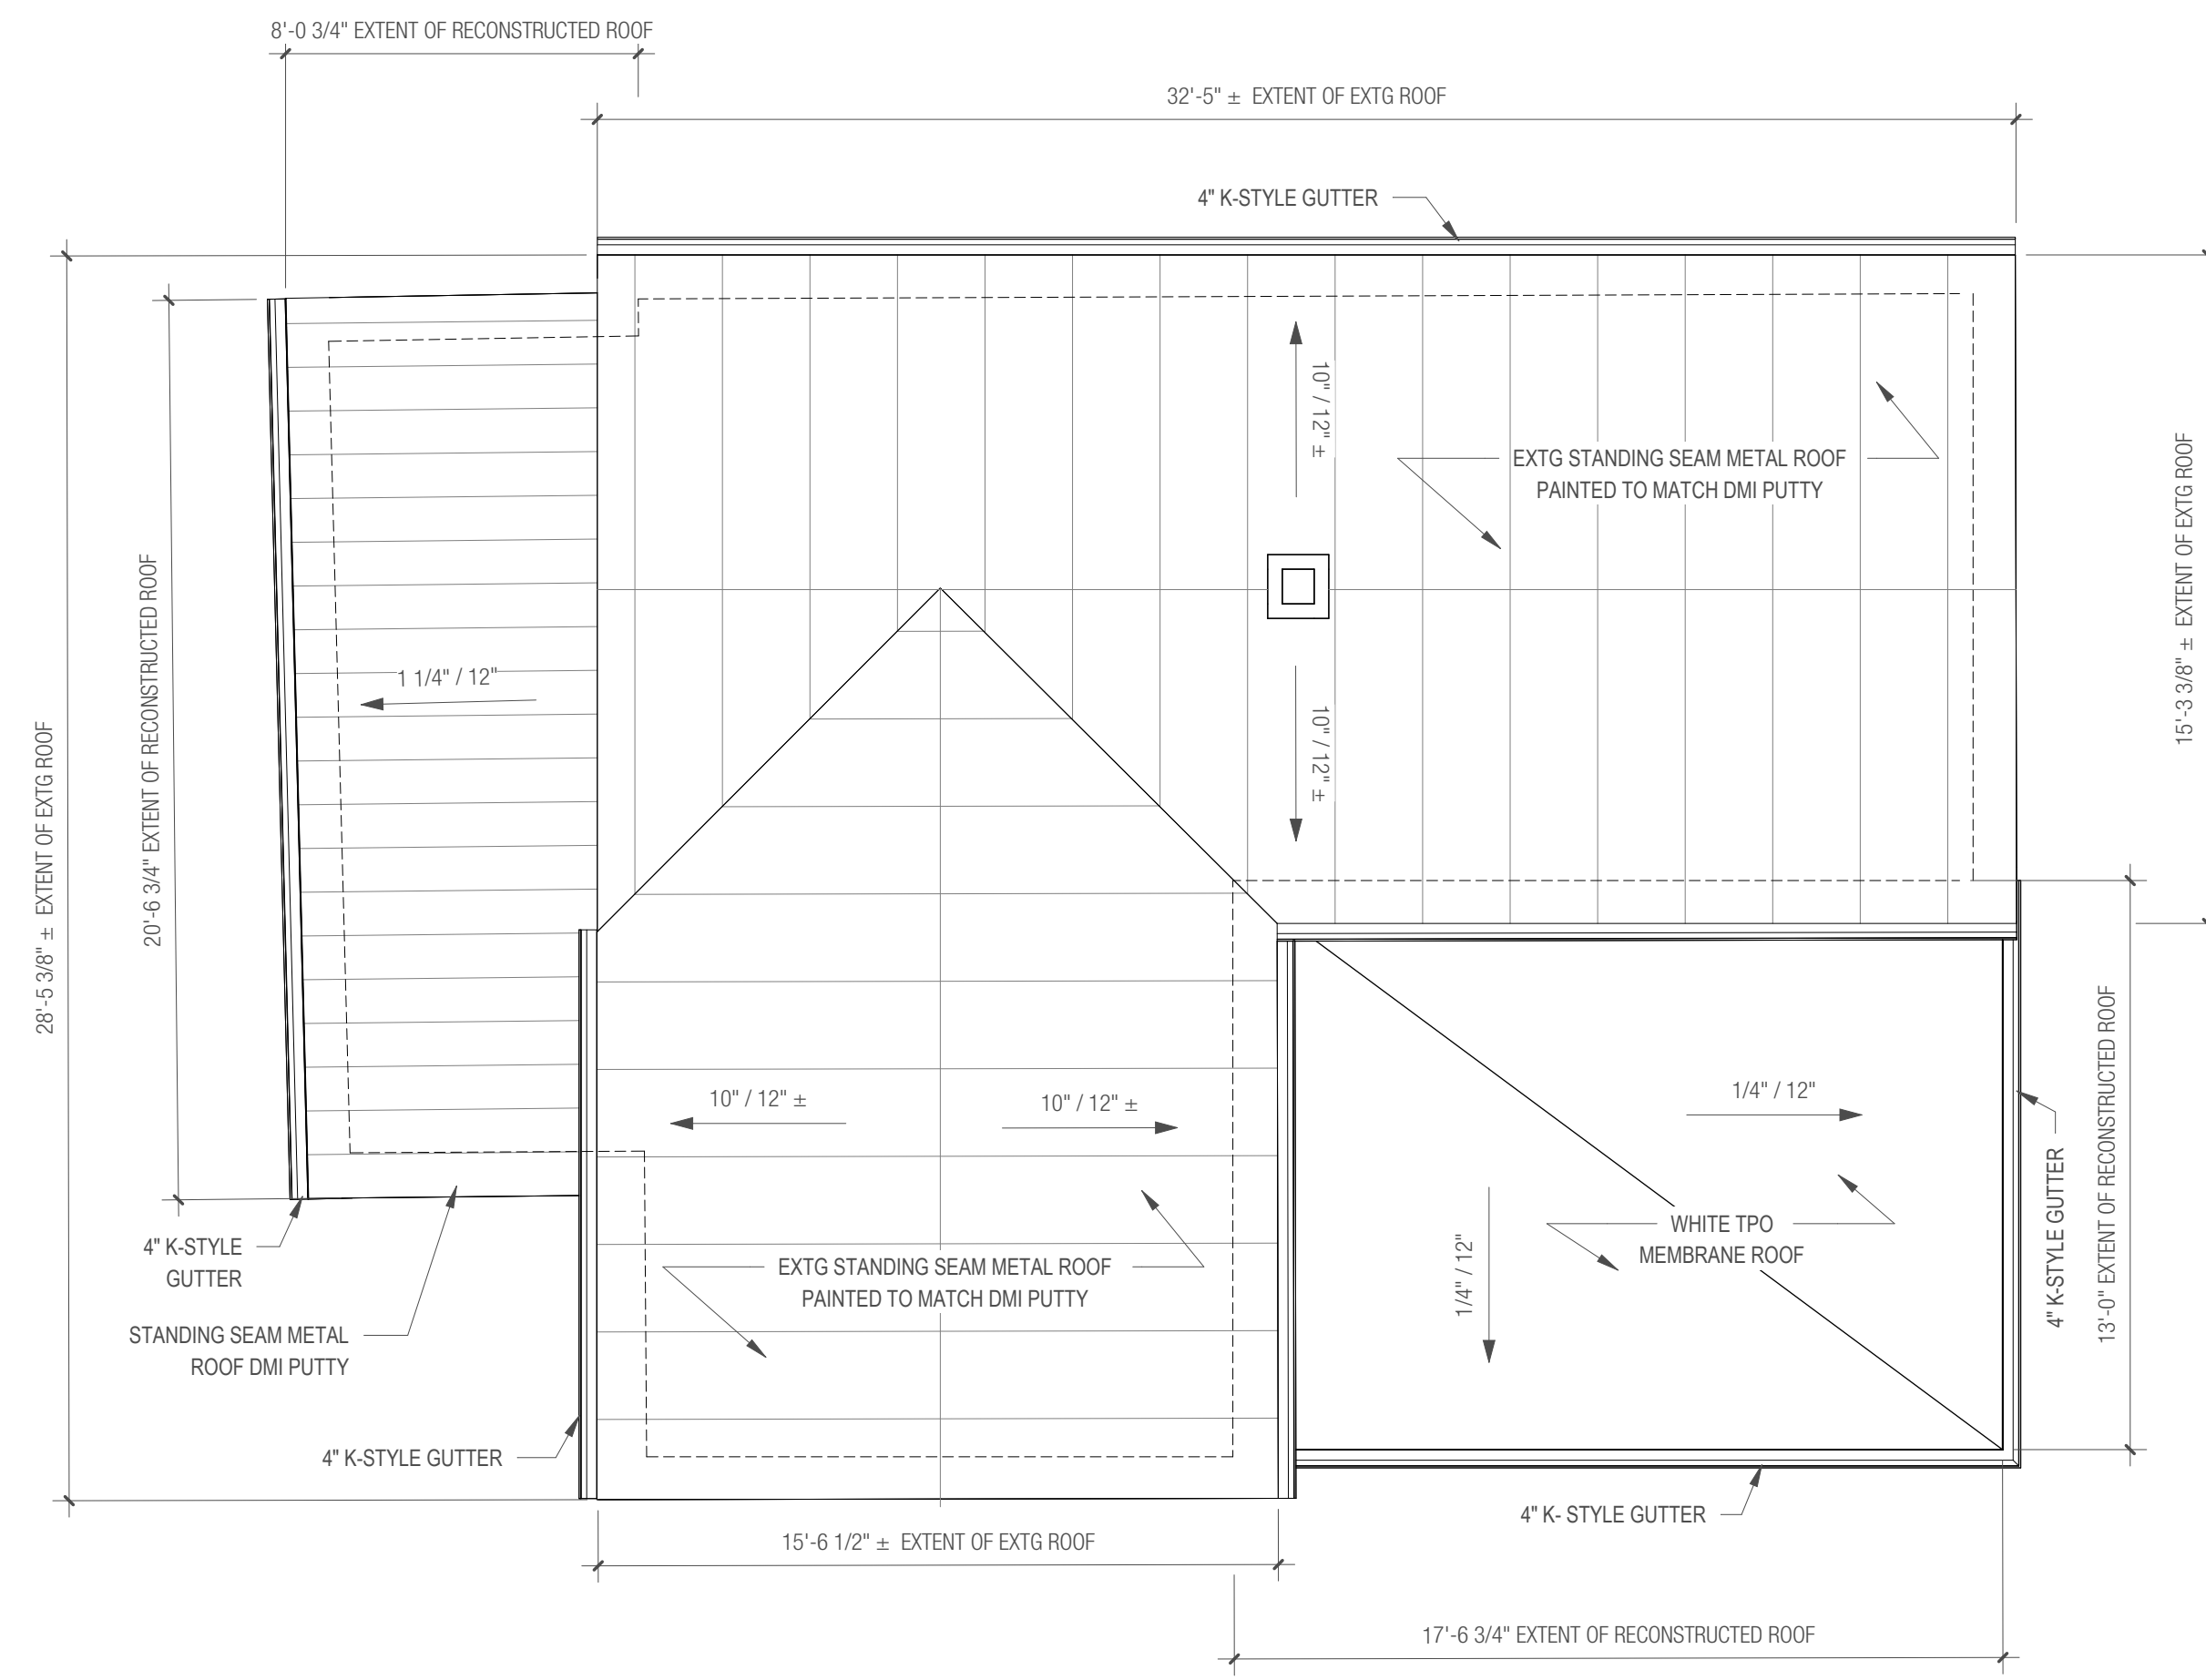 8'-0 3/4" EXTENT OF RECONSTRUCTED ROOF
32'-5" ± EXTENT OF EXTG ROOF
4" K-STYLE GUTTER
10" / 12" ±
EXTG STANDING SEAM METAL ROOF
PAINTED TO MATCH DMI PUTTY
15'-3 3/8" ± EXTENT OF EXTG ROOF
20'-6 3/4" EXTENT OF RECONSTRUCTED ROOF
1 1/4" / 12"
28'-5 3/8" ± EXTENT OF EXTG ROOF
10" / 12" ±
10" / 12" ±
10" / 12" ±
1/4" / 12"
4" K-STYLE GUTTER
13'-0" EXTENT OF RECONSTRUCTED ROOF
WHITE TPO
MEMBRANE ROOF
1/4" / 12"
4" K-STYLE
GUTTER
EXTG STANDING SEAM METAL ROOF
PAINTED TO MATCH DMI PUTTY
STANDING SEAM METAL
ROOF DMI PUTTY
4" K-STYLE GUTTER
4" K- STYLE GUTTER
15'-6 1/2" ± EXTENT OF EXTG ROOF
17'-6 3/4" EXTENT OF RECONSTRUCTED ROOF